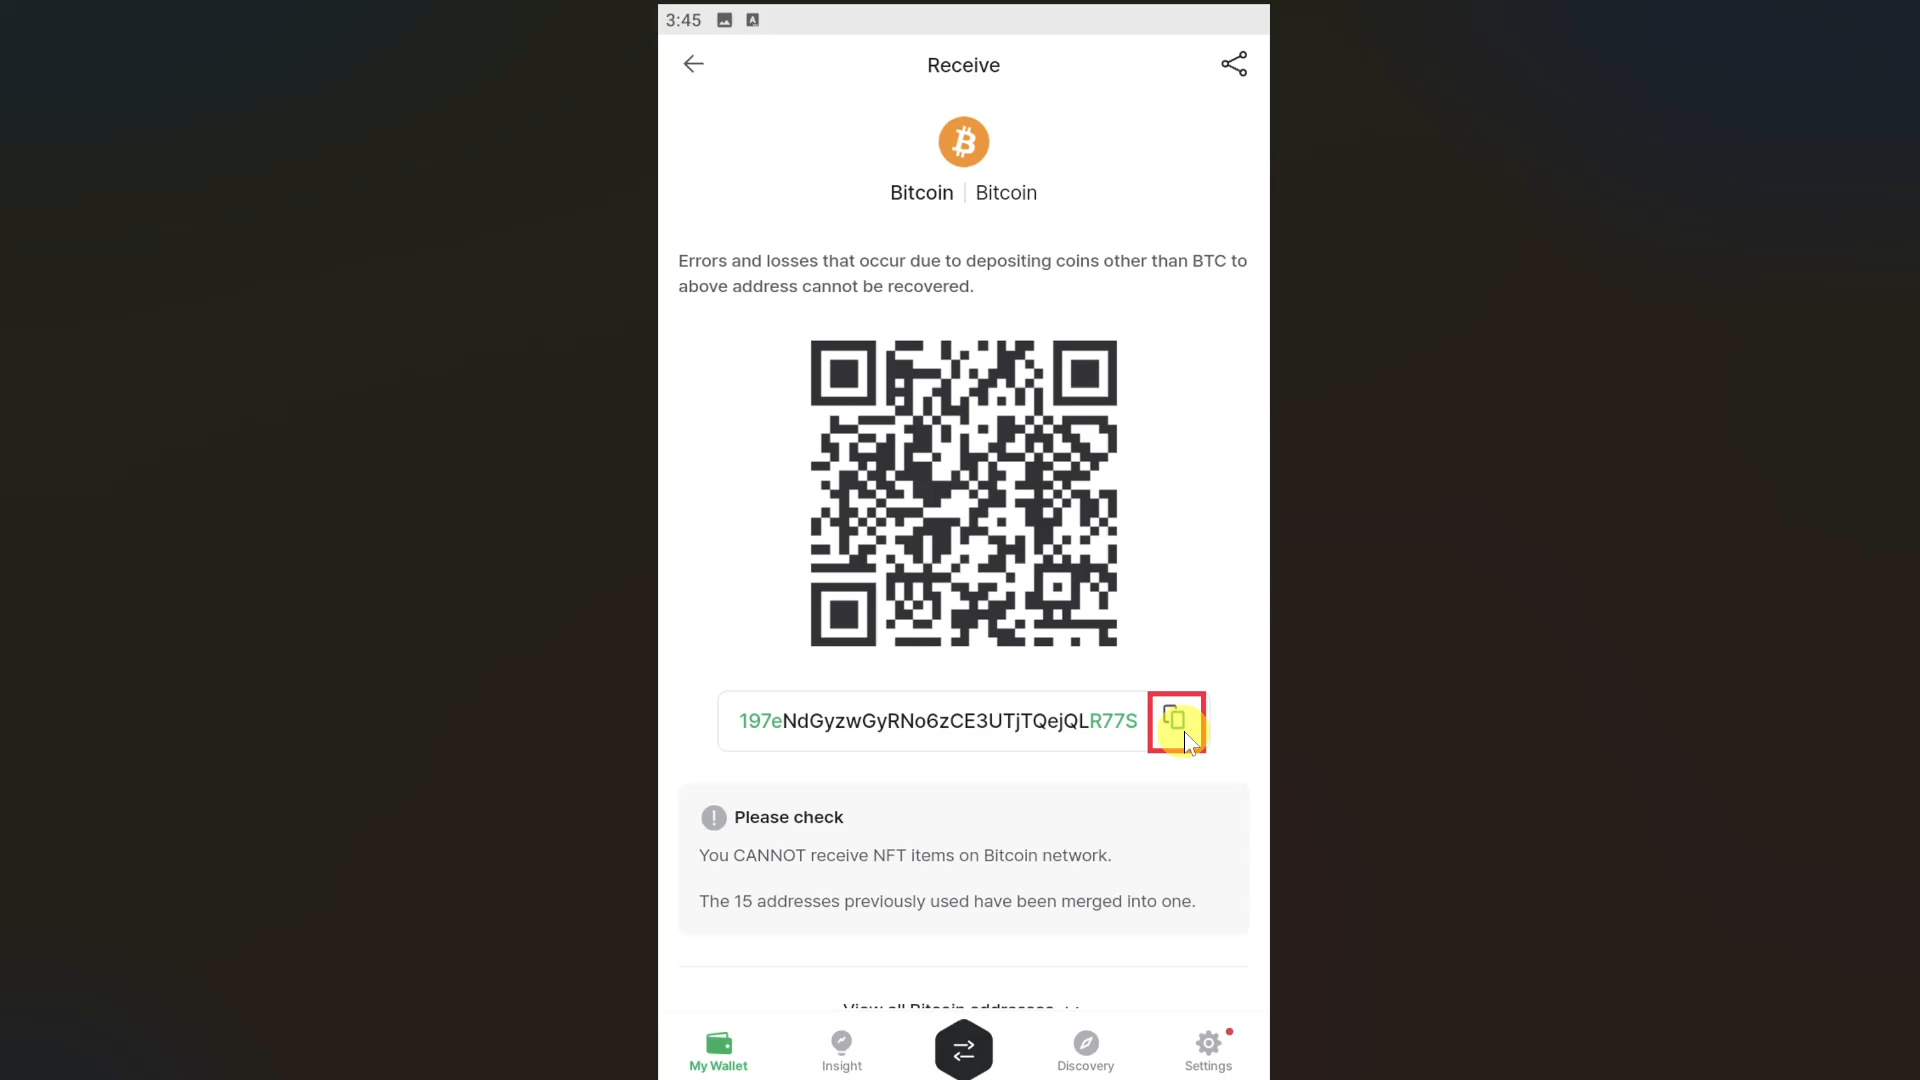 3:45
Receive
Bitcoin | Bitcoin
Errors and losses that occur due to depositing coins other than BTC to
above address cannot be recovered.
197eNdGyzwGyRNo6zCE3UTjTQejQLR77S
Please check
You CANNOT receive NFT items on Bitcoin network.
The 15 addresses previously used have been merged into one.
View all Bitcoin addresses
My Wallet
Insight
Discovery
Settings